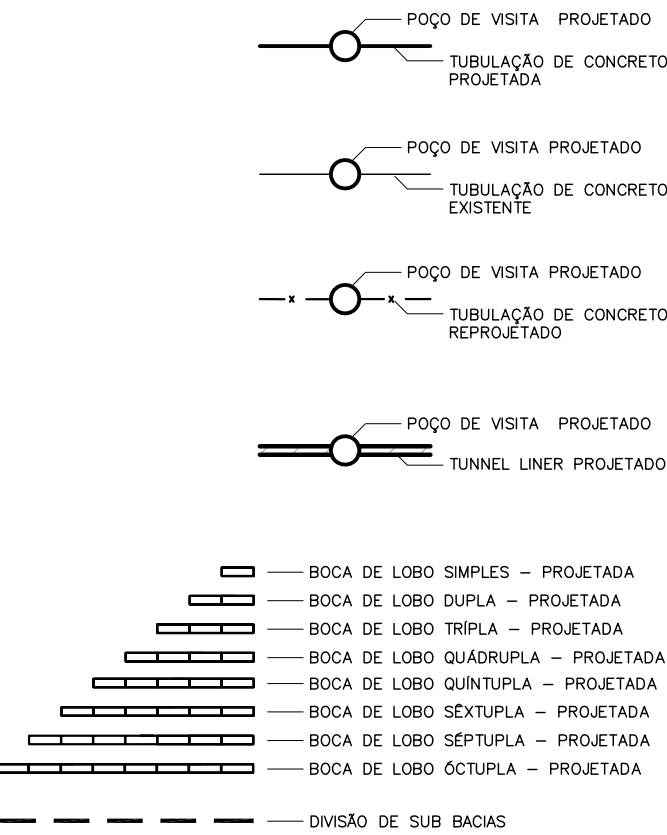 POÇO DE VISITA PROJETADO
TUBULAÇÃO DE CONCRETO
PROJETADA
POÇO DE VISITA PROJETADO
TUBULAÇÃO DE CONCRETO
EXISTENTE
POÇO DE VISITA PROJETADO
TUBULAÇÃO DE CONCRETO
REPROJETADO
POÇO DE VISITA PROJETADO
TUNNEL LINER PROJETADO
BOCA DE LOBO SIMPLES – PROJETADA
BOCA DE LOBO DUPLA – PROJETADA
BOCA DE LOBO TRÍPLA – PROJETADA
BOCA DE LOBO QUÁDRUPLA – PROJETADA
BOCA DE LOBO QUÍNTUPLA – PROJETADA
BOCA DE LOBO SÊXTUPLA – PROJETADA
BOCA DE LOBO SÉPTUPLA – PROJETADA
BOCA DE LOBO ÓCTUPLA – PROJETADA
DIVISÃO DE SUB BACIAS